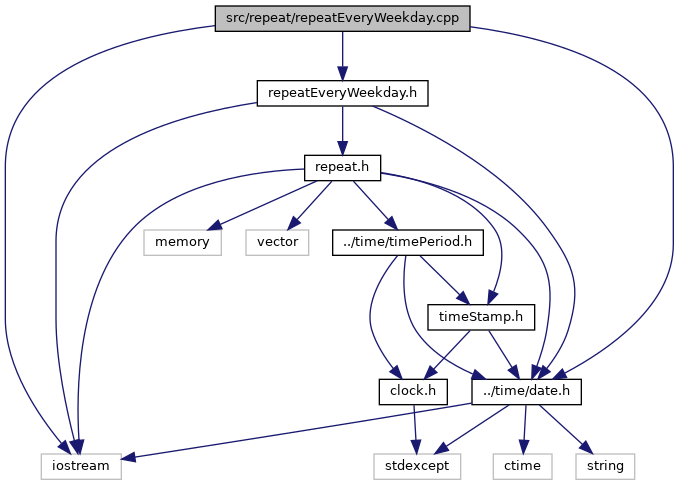 src/repeat/repeatEveryWeekday.cpp
repeatEveryWeekday.h
repeat.h
memory
vector
../time/timePeriod.h
timeStamp.h
clock.h
../time/date.h
iostream
stdexcept
ctime
string